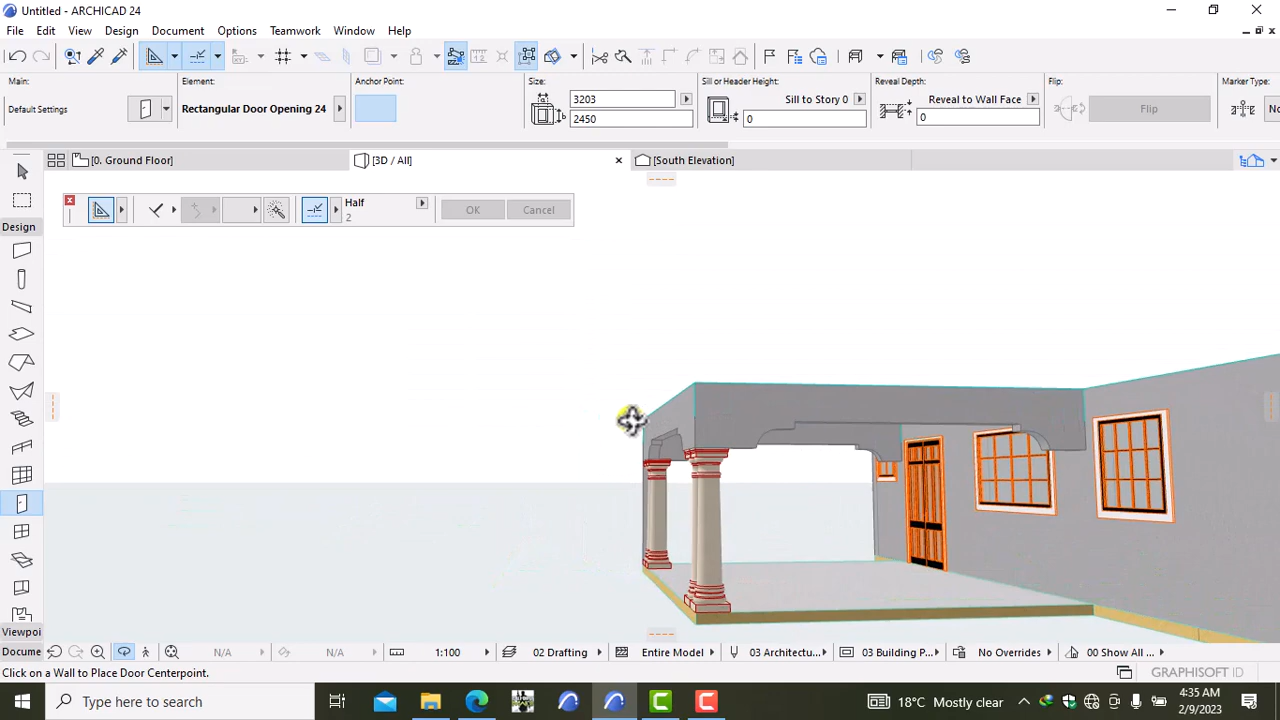 Untitled - ARCHICAD 24
File Edit View Design Document Options Teamwork Window Help
Main: Element: Anchor Point: Size: Sill or Header Height: Reveal Depth: Flip: Marker Type:
Default Settings
Rectangular Door Opening 24
3203
2450
Sill to Story 0
0
Reveal to Wall Face
0
Flip
No
[0. Ground Floor] [3D / All] [South Elevation]
Half
2
OK Cancel
Design
Viewpoi
Docume N/A N/A 1:100 02 Drafting Entire Model 03 Architectu... 03 Building P... No Overrides 00 Show All ...
Click on a Wall to Place Door Centerpoint.
GRAPHISOFT ID
Type here to search
18°C Mostly clear
4:35 AM
2/9/2023